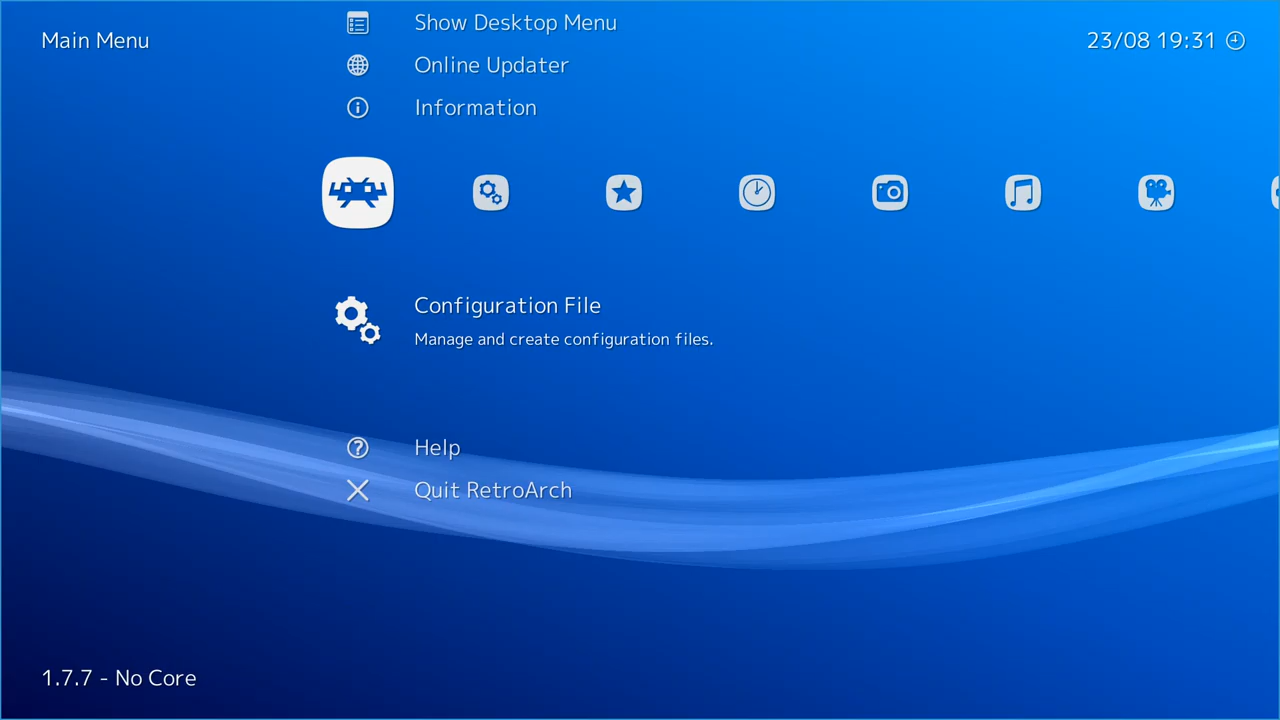 Show Desktop Menu
Main Menu
23/08 19:31
Online Updater
Information
Configuration File
Manage and create configuration files.
Help
Quit RetroArch
1.7.7 - No Core